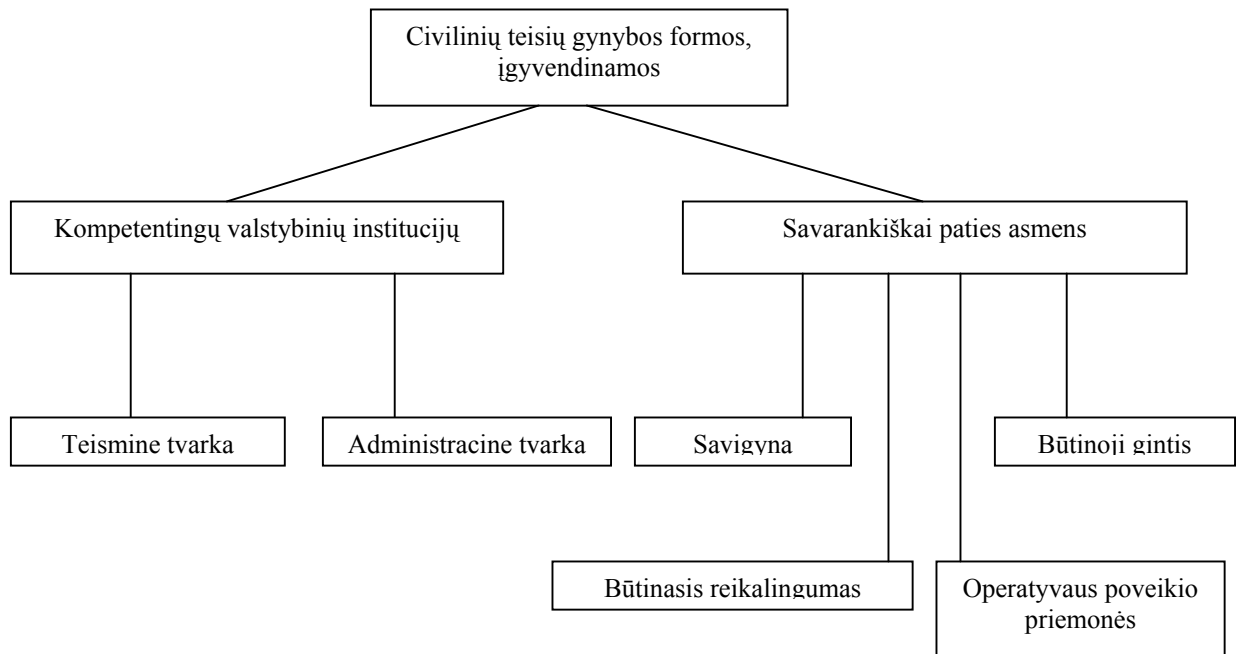 Civilinių teisių gynybos formos,
įgyvendinamos
Kompetentingų valstybinių institucijų
Savarankiškai paties asmens
Teismine tvarka
Administracine tvarka
Savigyna
Būtinoji gintis
Būtinasis reikalingumas
Operatyvaus poveikio
priemonės